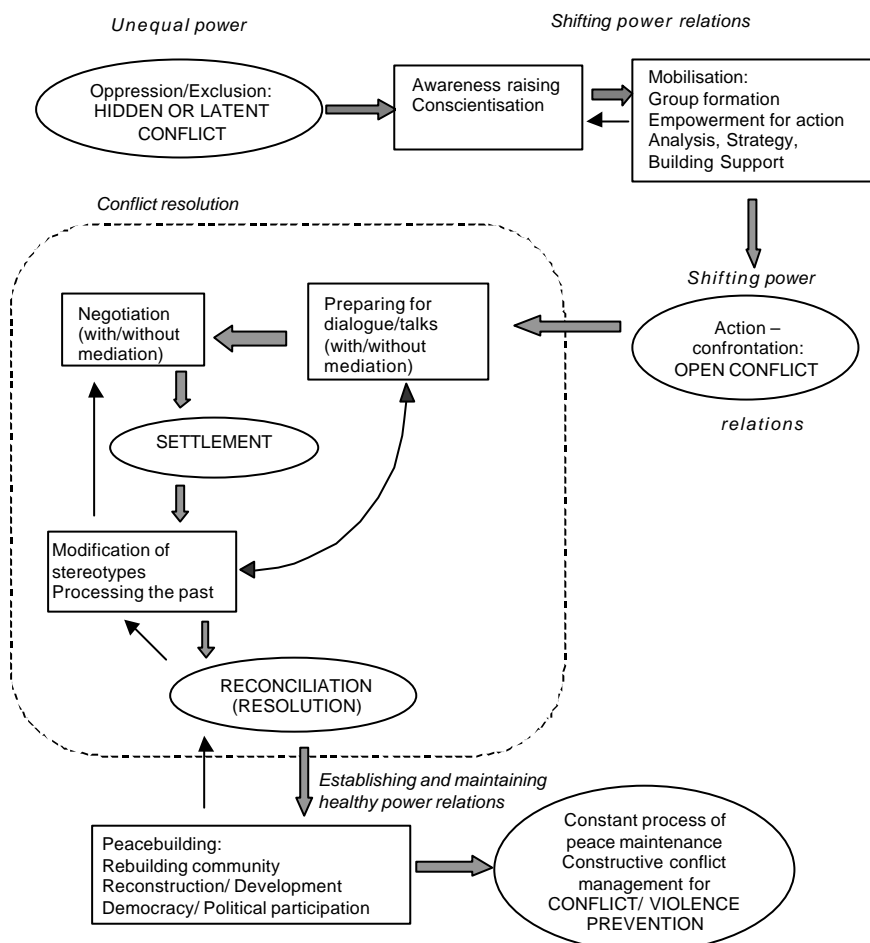 Unequal power
Shifting power relations
Oppression/Exclusion:
HIDDEN OR LATENT
CONFLICT
Awareness raising
Conscientisation
Mobilisation:
Group formation
Empowerment for action
Analysis, Strategy,
Building Support
Conflict resolution
Shifting power
Negotiation
(with/without
mediation)
Preparing for
dialogue/talks
(with/without
mediation)
Action –
confrontation:
OPEN CONFLICT
relations
SETTLEMENT
Modification of
stereotypes
Processing the past
RECONCILIATION
(RESOLUTION)
Establishing and maintaining
healthy power relations
Peacebuilding:
Rebuilding community
Reconstruction/ Development
Democracy/ Political participation
Constant process of
peace maintenance
Constructive conflict
management for
CONFLICT/ VIOLENCE
PREVENTION